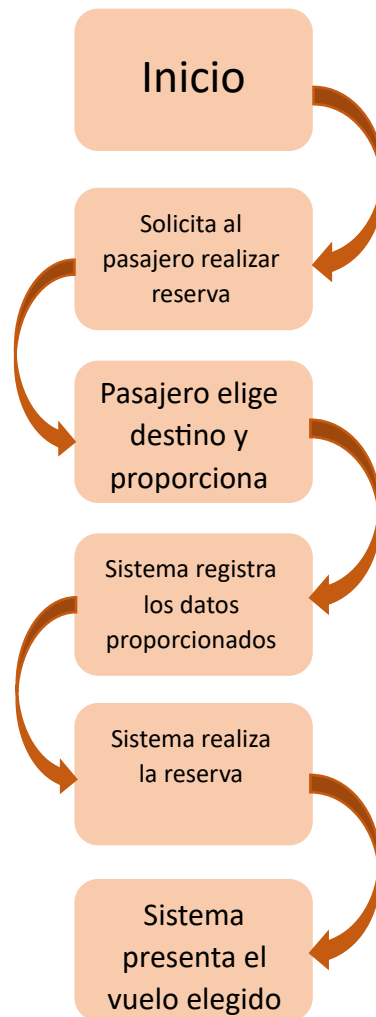 Inicio
Solicita al
pasajero realizar
reserva
Pasajero elige
destino y
proporciona
Sistema registra
los datos
proporcionados
Sistema realiza
la reserva
Sistema
presenta el
vuelo elegido